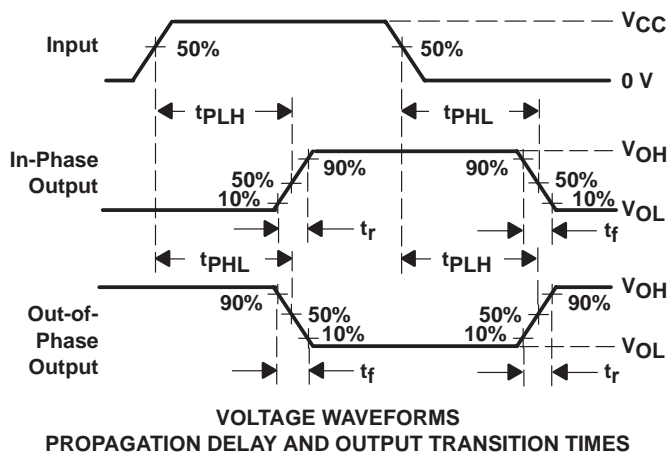 Input
50%
50%
VCC
0 V
tPLH
tPHL
In-Phase
Output
90%
90%
50%
50%
10%
10%
VOH
VOL
tr
tf
tPHL
tPLH
Out-of-
Phase
Output
90%
90%
50%
50%
10%
10%
VOH
VOL
tf
tr
VOLTAGE WAVEFORMS
PROPAGATION DELAY AND OUTPUT TRANSITION TIMES